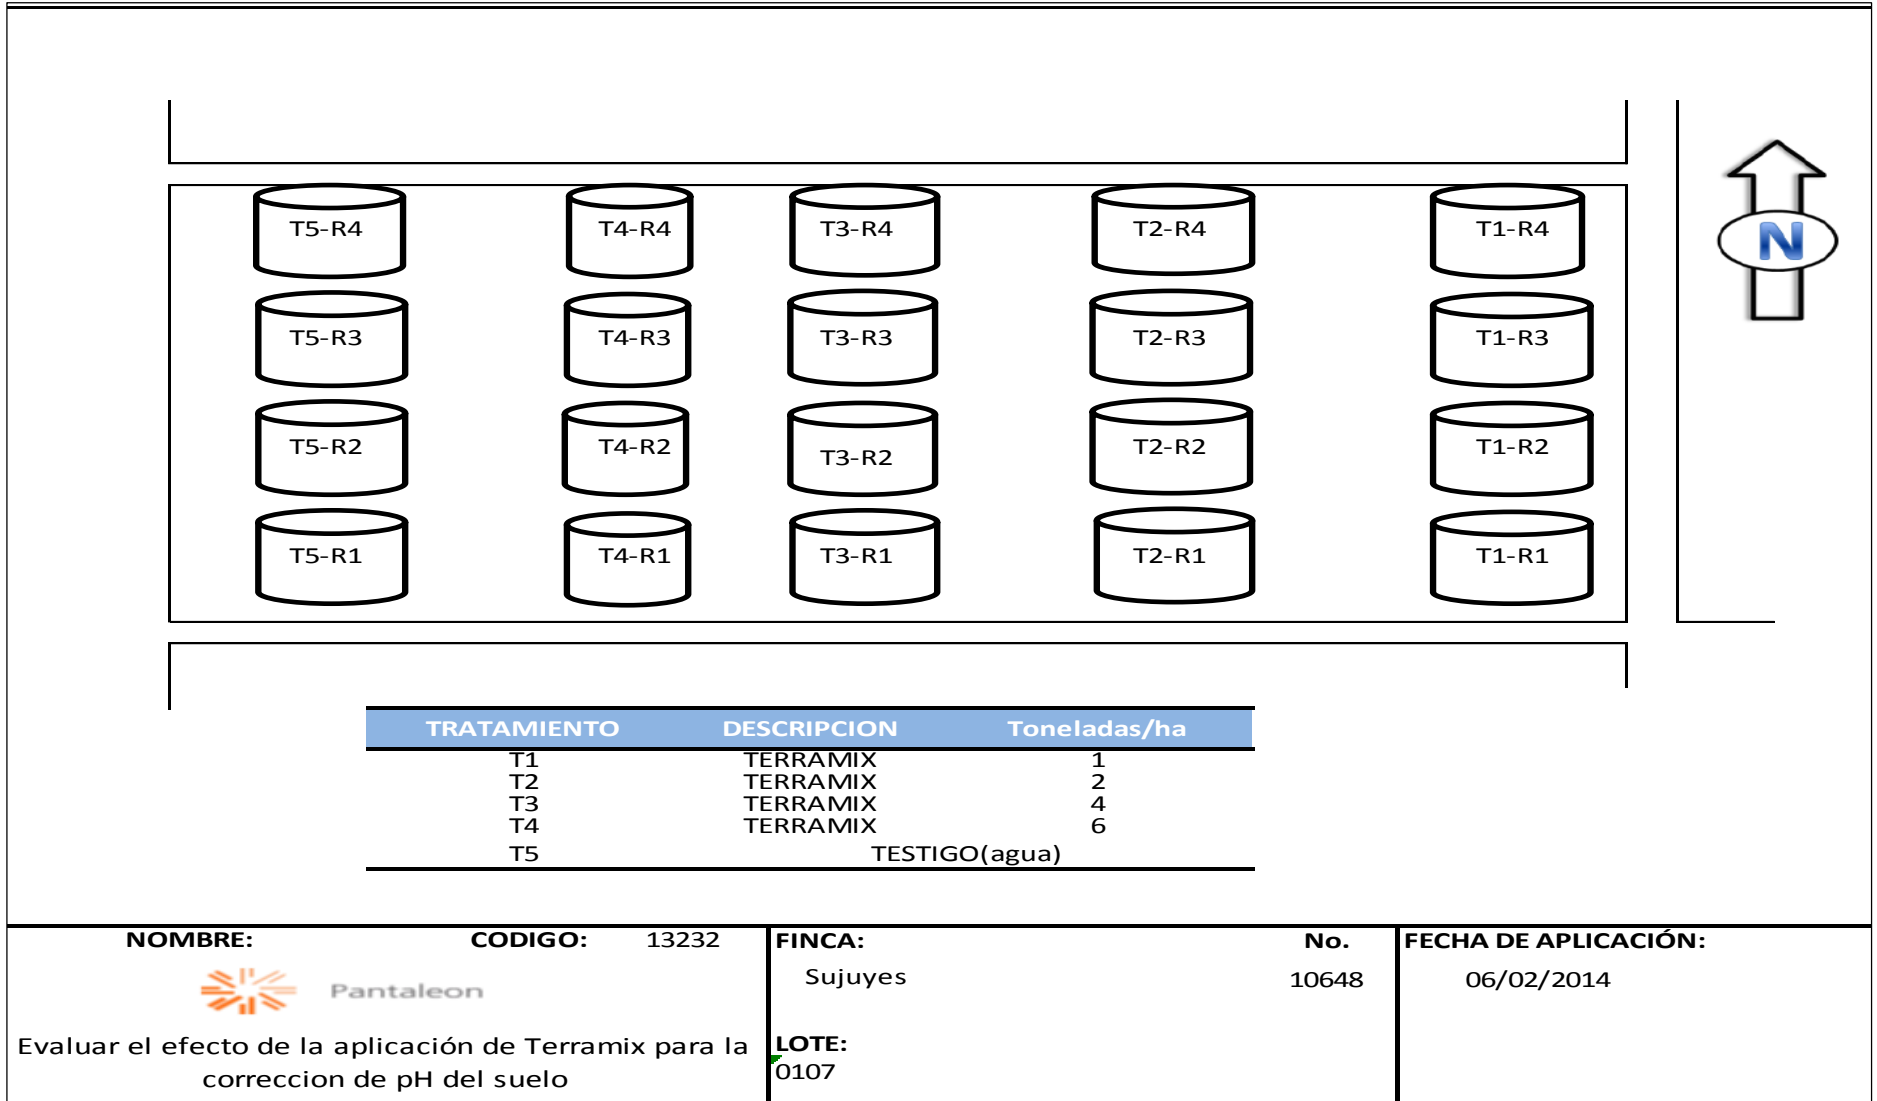 T5-R4 T4-R4 T3-R4 T2-R4 T1-R4
N
T5-R3 T4-R3 T3-R3 T2-R3 T1-R3
T5-R2 T4-R2 T3-R2 T2-R2 T1-R2
T5-R1 T4-R1 T3-R1 T2-R1 T1-R1
TRATAMIENTO DESCRIPCION Toneladas/ha
T1 TERRAMIX 1
T2 TERRAMIX 2
T3 TERRAMIX 4
T4 TERRAMIX 6
T5 TESTIGO(agua)
NOMBRE: CODIGO: 13232
Pantaleon
Evaluar el efecto de la aplicación de Terramix para la
correccion de pH del suelo
FINCA: No.
Sujuyes 10648
LOTE:
0107
FECHA DE APLICACIÓN:
06/02/2014